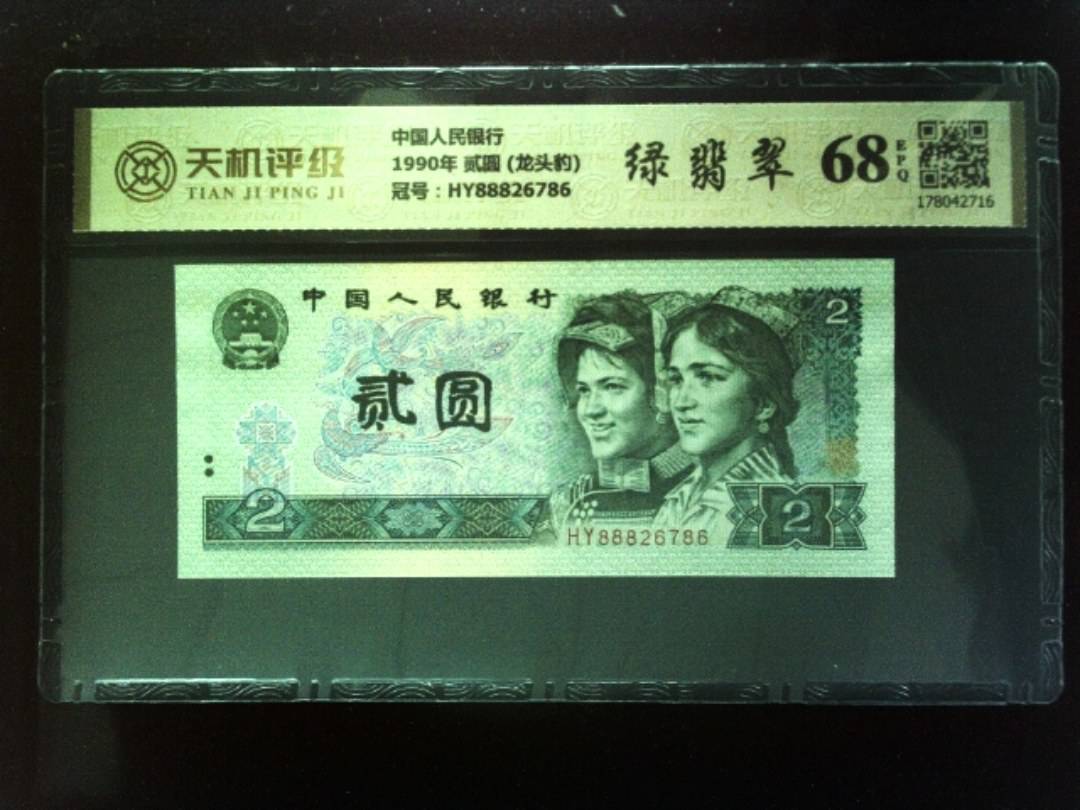 天机评级
TIAN JI PING JI
中国人民银行
1990年 贰圆 (龙头豹)
冠号：HY88826786
绿翡翠
68
EPQ
178042716
中国人民银行
2
贰圆
2
HY88826786
2